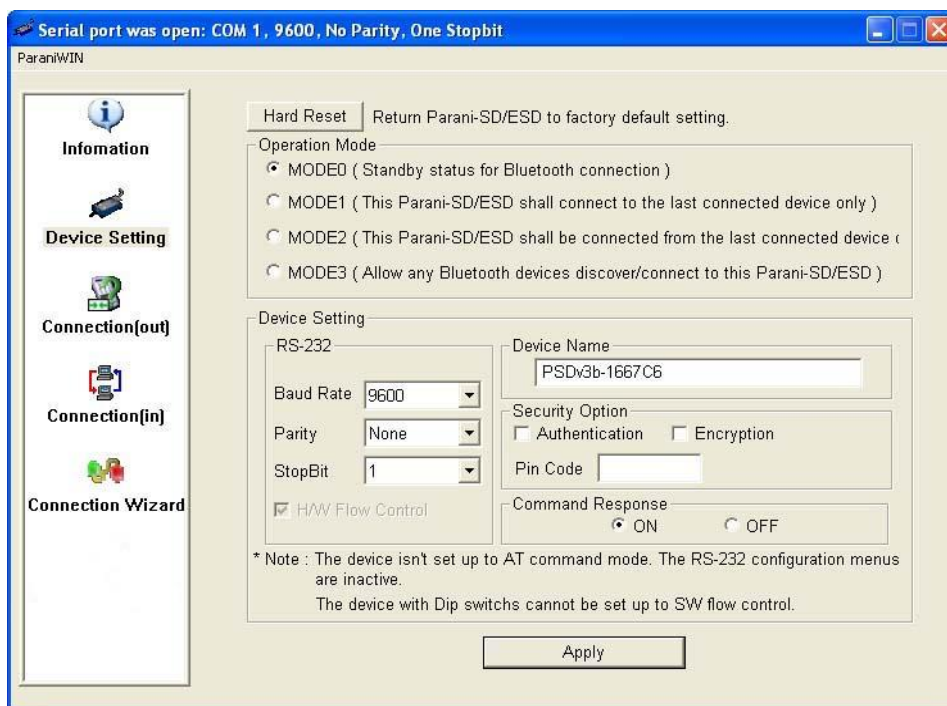 Serial port was open: COM 1, 9600, No Parity, One Stopbit
ParaniWIN
Infomation
Device Setting
Connection(out)
Connection(in)
Connection Wizard
Hard Reset Return Parani-SD/ESD to factory default setting.
Operation Mode
MODE0 ( Standby status for Bluetooth connection )
MODE1 ( This Parani-SD/ESD shall connect to the last connected device only )
MODE2 ( This Parani-SD/ESD shall be connected from the last connected device
MODE3 ( Allow any Bluetooth devices discover/connect to this Parani-SD/ESD )
Device Setting
RS-232
Baud Rate 9600
Parity None
StopBit 1
H/W Flow Control
Device Name
PSDv3b-1667C6
Security Option
Authentication Encryption
Pin Code
Command Response
ON OFF
* Note : The device isn't set up to AT command mode. The RS-232 configuration menus
are inactive.
The device with Dip switchs cannot be set up to SW flow control.
Apply